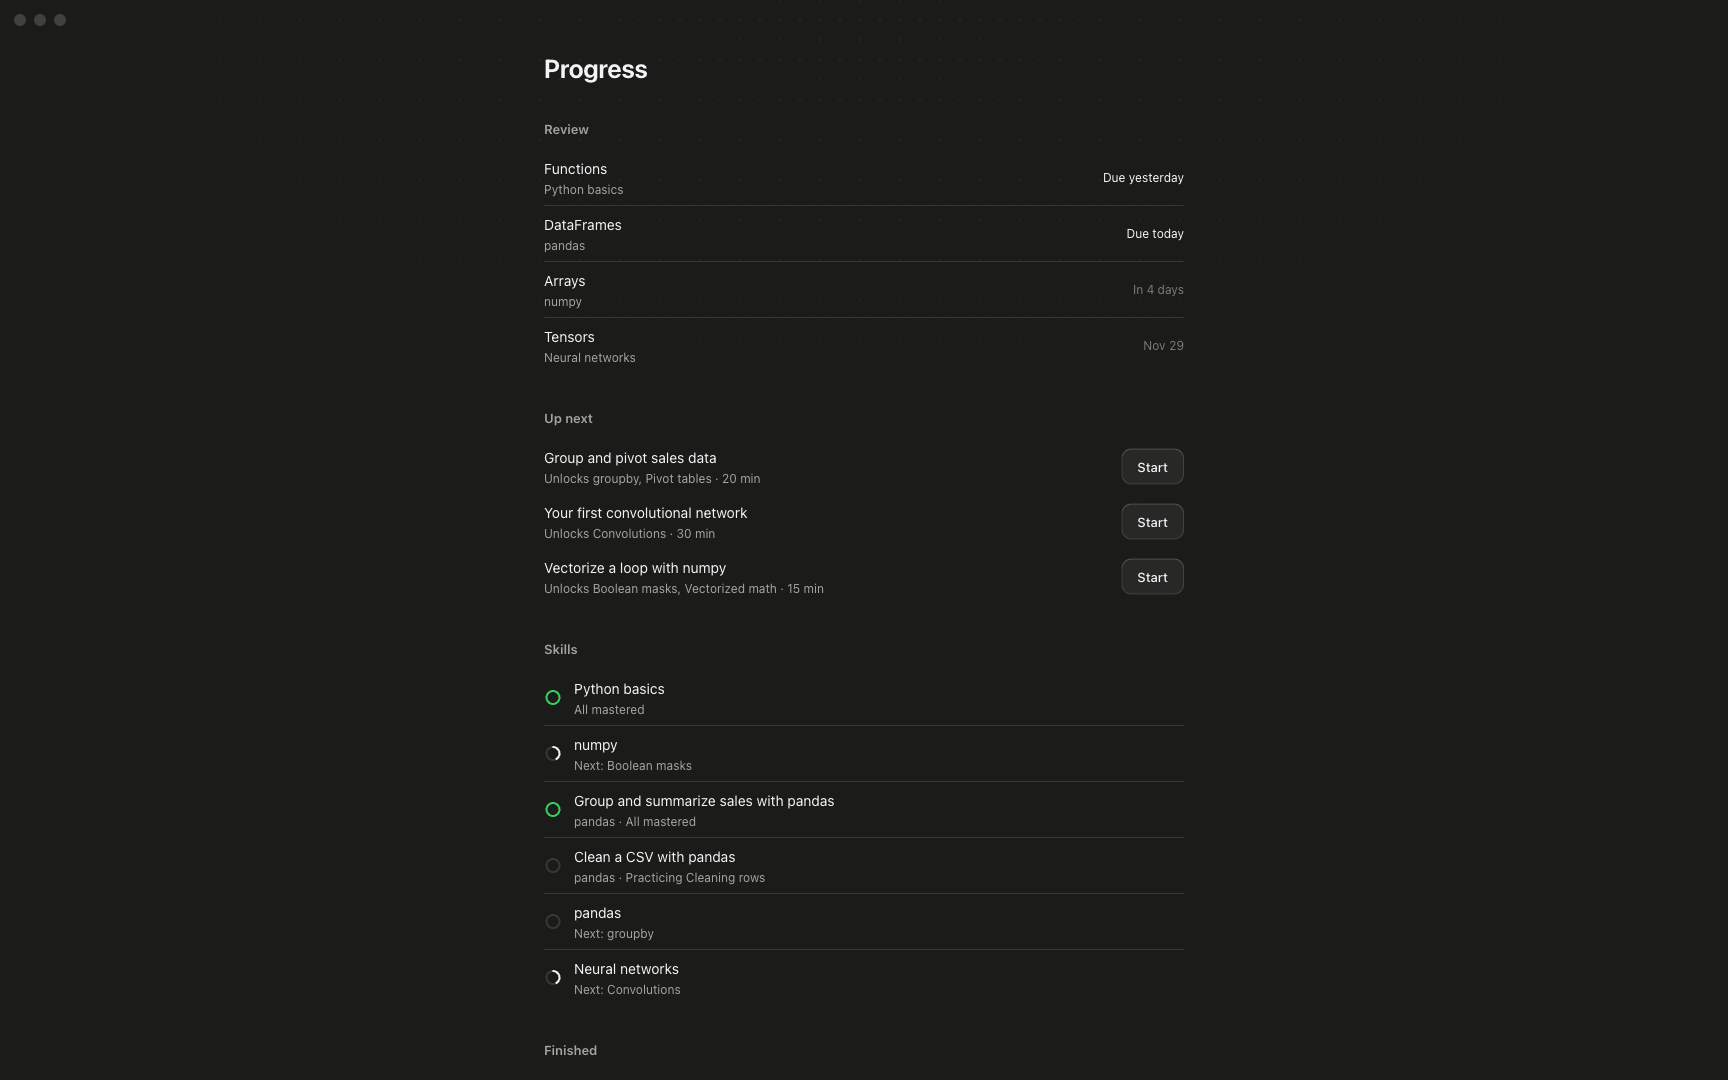 Progress
Review
Functions
Python basics
Due yesterday
DataFrames
pandas
Due today
Arrays
numpy
In 4 days
Tensors
Neural networks
Nov 29
Up next
Group and pivot sales data
Unlocks groupby, Pivot tables · 20 min
Start
Your first convolutional network
Unlocks Convolutions · 30 min
Start
Vectorize a loop with numpy
Unlocks Boolean masks, Vectorized math · 15 min
Start
Skills
Python basics
All mastered
numpy
Next: Boolean masks
Group and summarize sales with pandas
pandas · All mastered
Clean a CSV with pandas
pandas · Practicing Cleaning rows
pandas
Next: groupby
Neural networks
Next: Convolutions
Finished